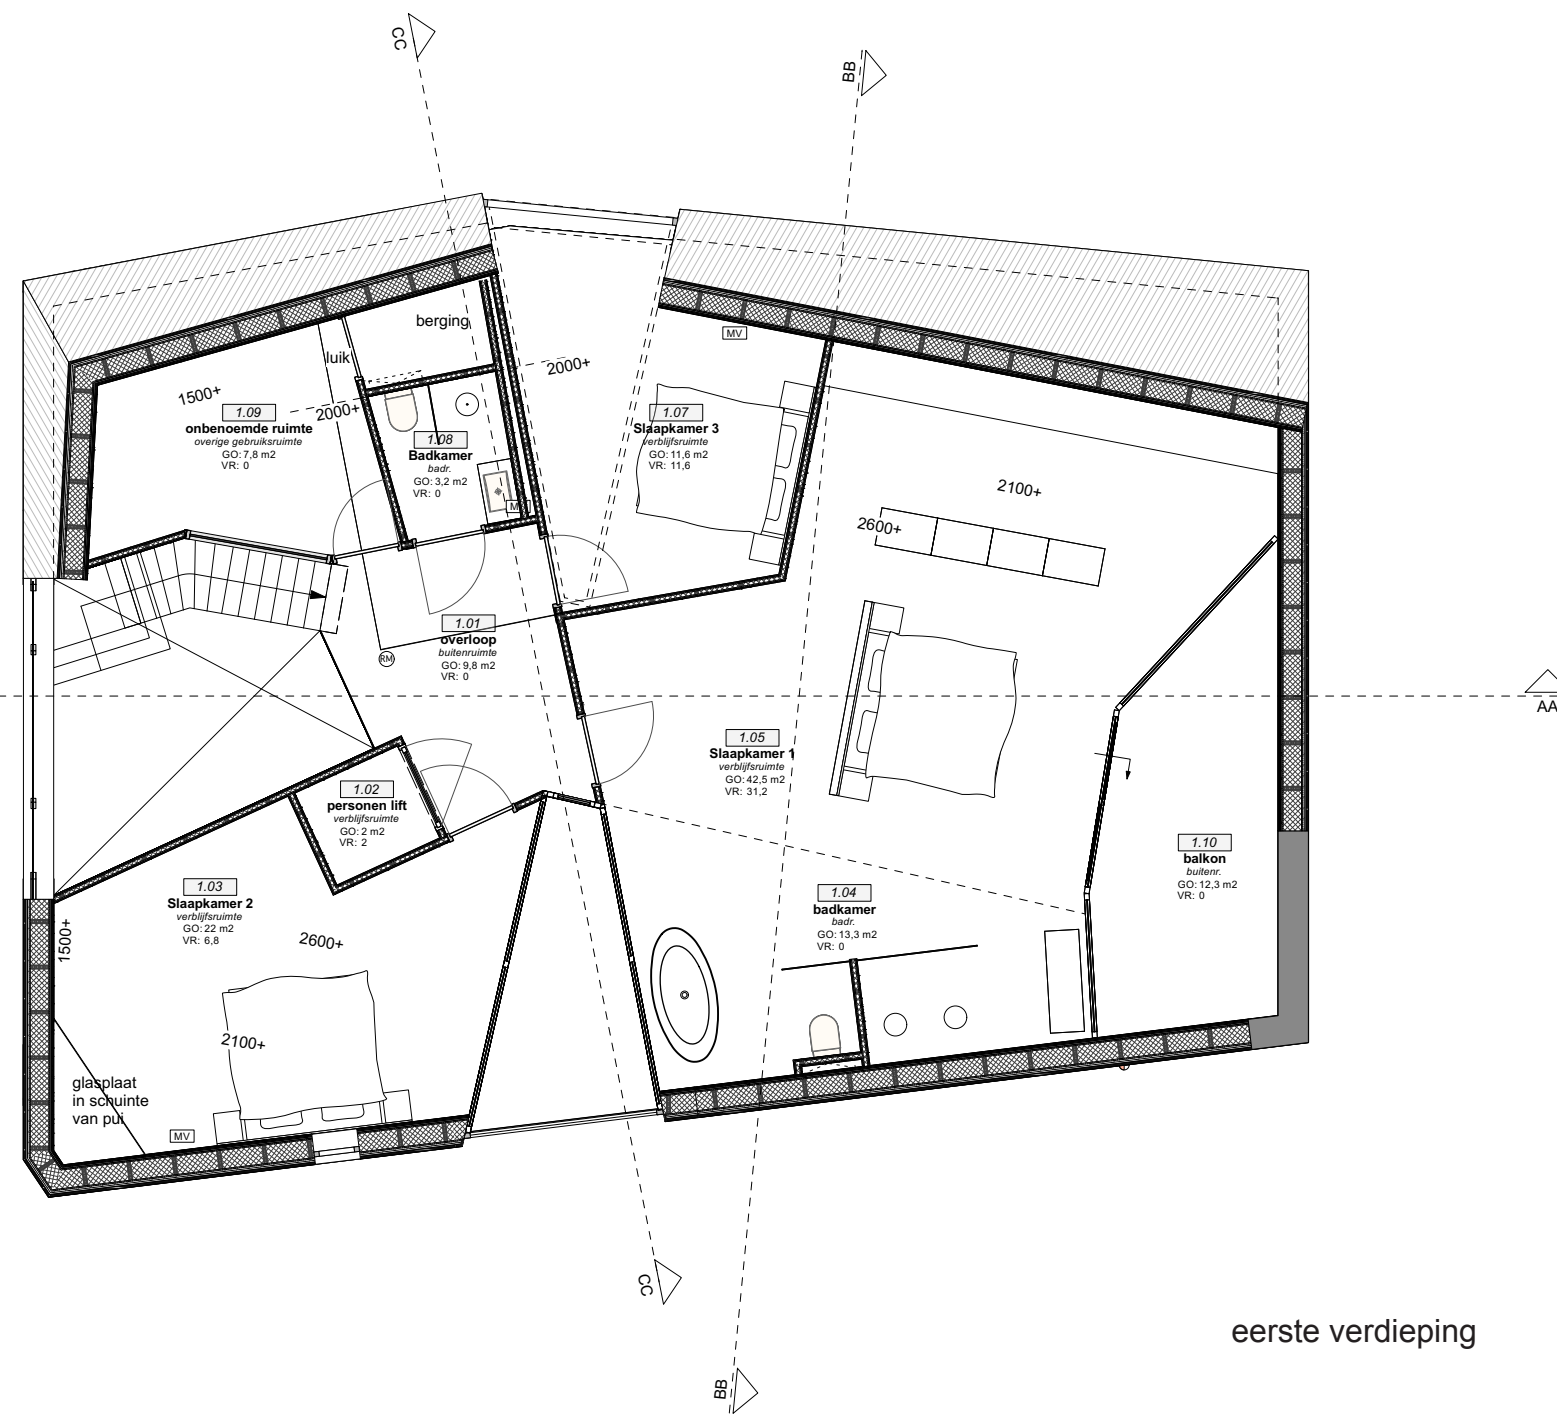 CC
BB
berging
luik
2000+
MV
1500+
2000+
1.09
onbenoemde ruimte
overige gebruiksruimte
GO: 7,8 m2
VR: 0
1.08
Badkamer
badr.
GO: 3,2 m2
VR: 0
1.07
Slaapkamer 3
verblijfsruimte
GO: 11,6 m2
VR: 11,6
2100+
2600+
1.01
overloop
buitenruimte
GO: 9,8 m2
VR: 0
RM
AA
1.05
Slaapkamer 1
verblijfsruimte
GO: 42,5 m2
VR: 31,2
1.02
personen lift
verblijfsruimte
GO: 2 m2
VR: 2
1.10
balkon
buitenr.
GO: 12,3 m2
VR: 0
1.03
Slaapkamer 2
verblijfsruimte
GO: 22 m2
VR: 6,8
1.04
badkamer
badr.
GO: 13,3 m2
VR: 0
1500+
2600+
2100+
glasplaat
in schuinte
van pui
MV
CC
BB
eerste verdieping